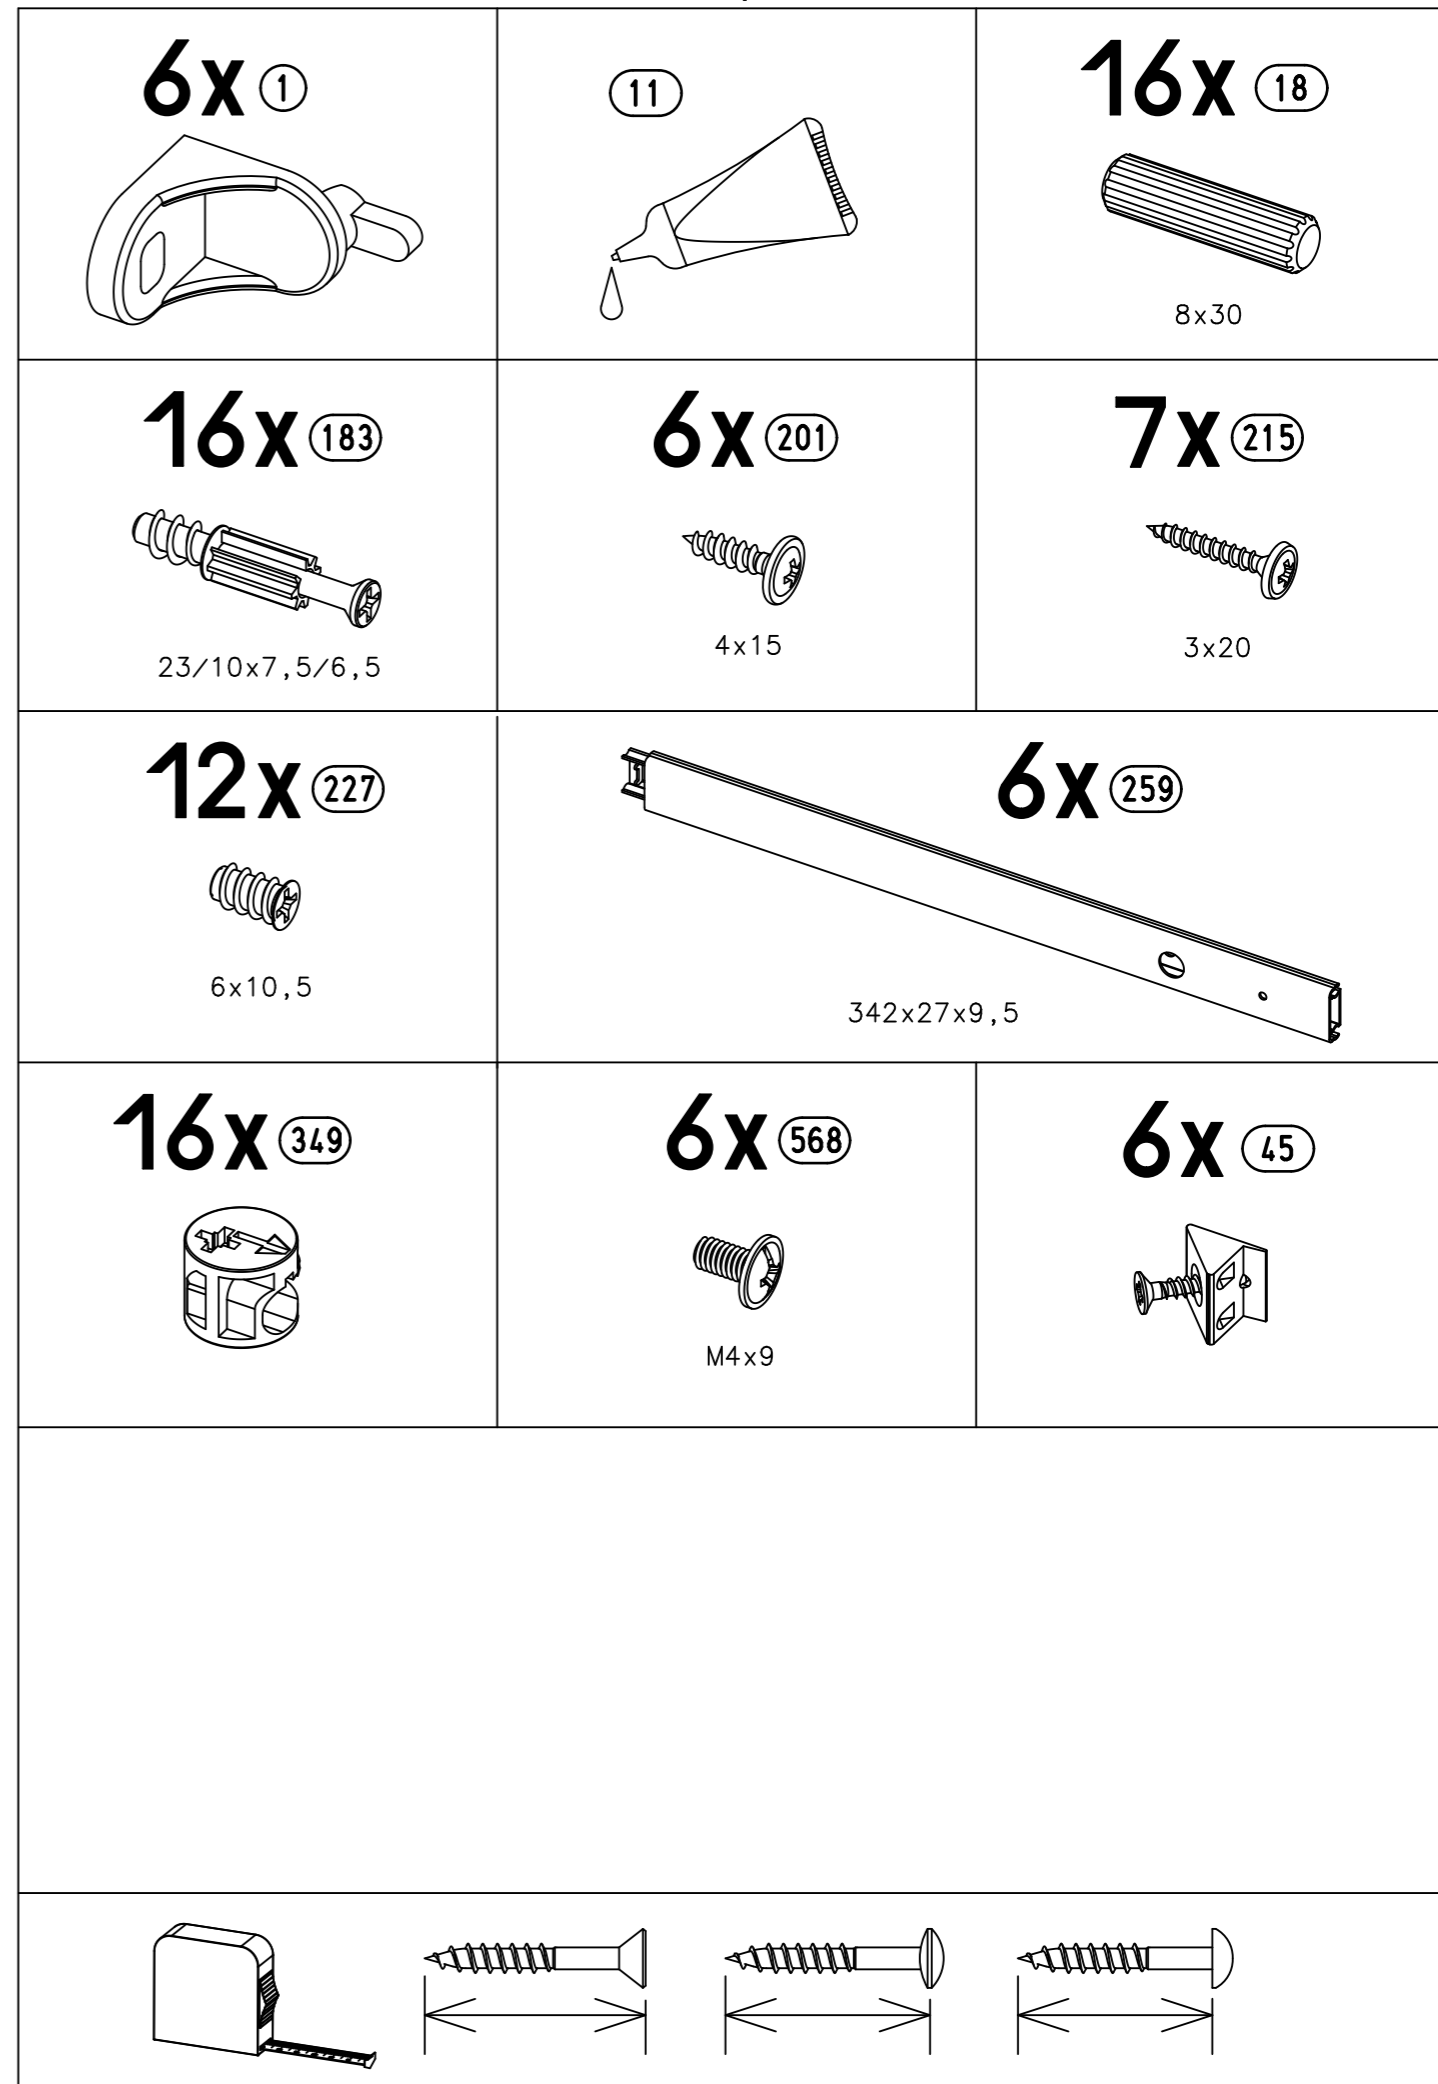 6x 1
11
16x 18
8x30
16x 183
23/10x7,5/6,5
6x 201
4x15
7x 215
3x20
12x 227
6x10,5
6x 259
342x27x9,5
16x 349
6x 568
M4x9
6x 45